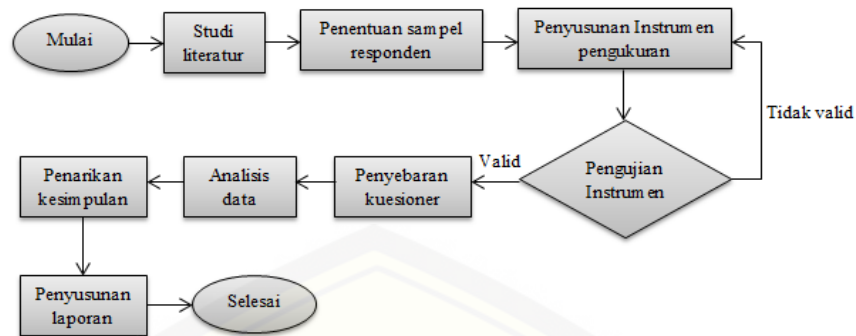 Mulai
Studi
literatur
Penentuan sampel
responden
Penyusunan Instrumen
pengukuran
Tidak valid
Pengujian
Instrumen
Valid
Penyebaran
kuesioner
Analisis
data
Penarikan
kesimpulan
Penyusunan
laporan
Selesai